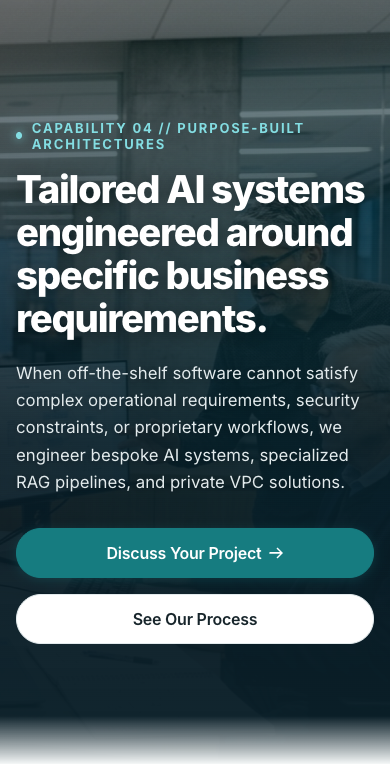 CAPABILITY 04 // PURPOSE-BUILT
ARCHITECTURES
Tailored AI systems
engineered around
specific business
requirements.
When off-the-shelf software cannot satisfy
complex operational requirements, security
constraints, or proprietary workflows, we
engineer bespoke AI systems, specialized
RAG pipelines, and private VPC solutions.
Discuss Your Project →
See Our Process